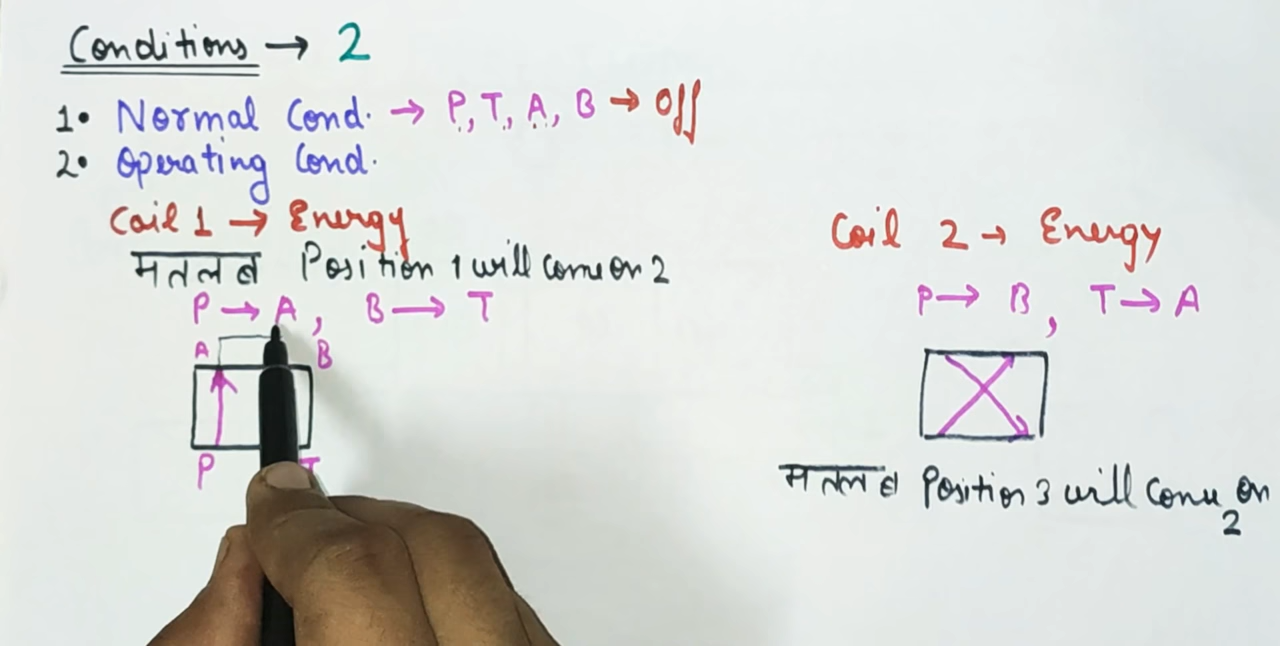 Conditions → 2
1. Normal Cond. → P, T, A, B → Off
2. Operating Cond.
Coil 1 → Energy
मतलब Position 1 will come on 2
P → A, B → T
A B
P T
Coil 2 → Energy
P → B, T → A
मतलब Position 3 will come on 2